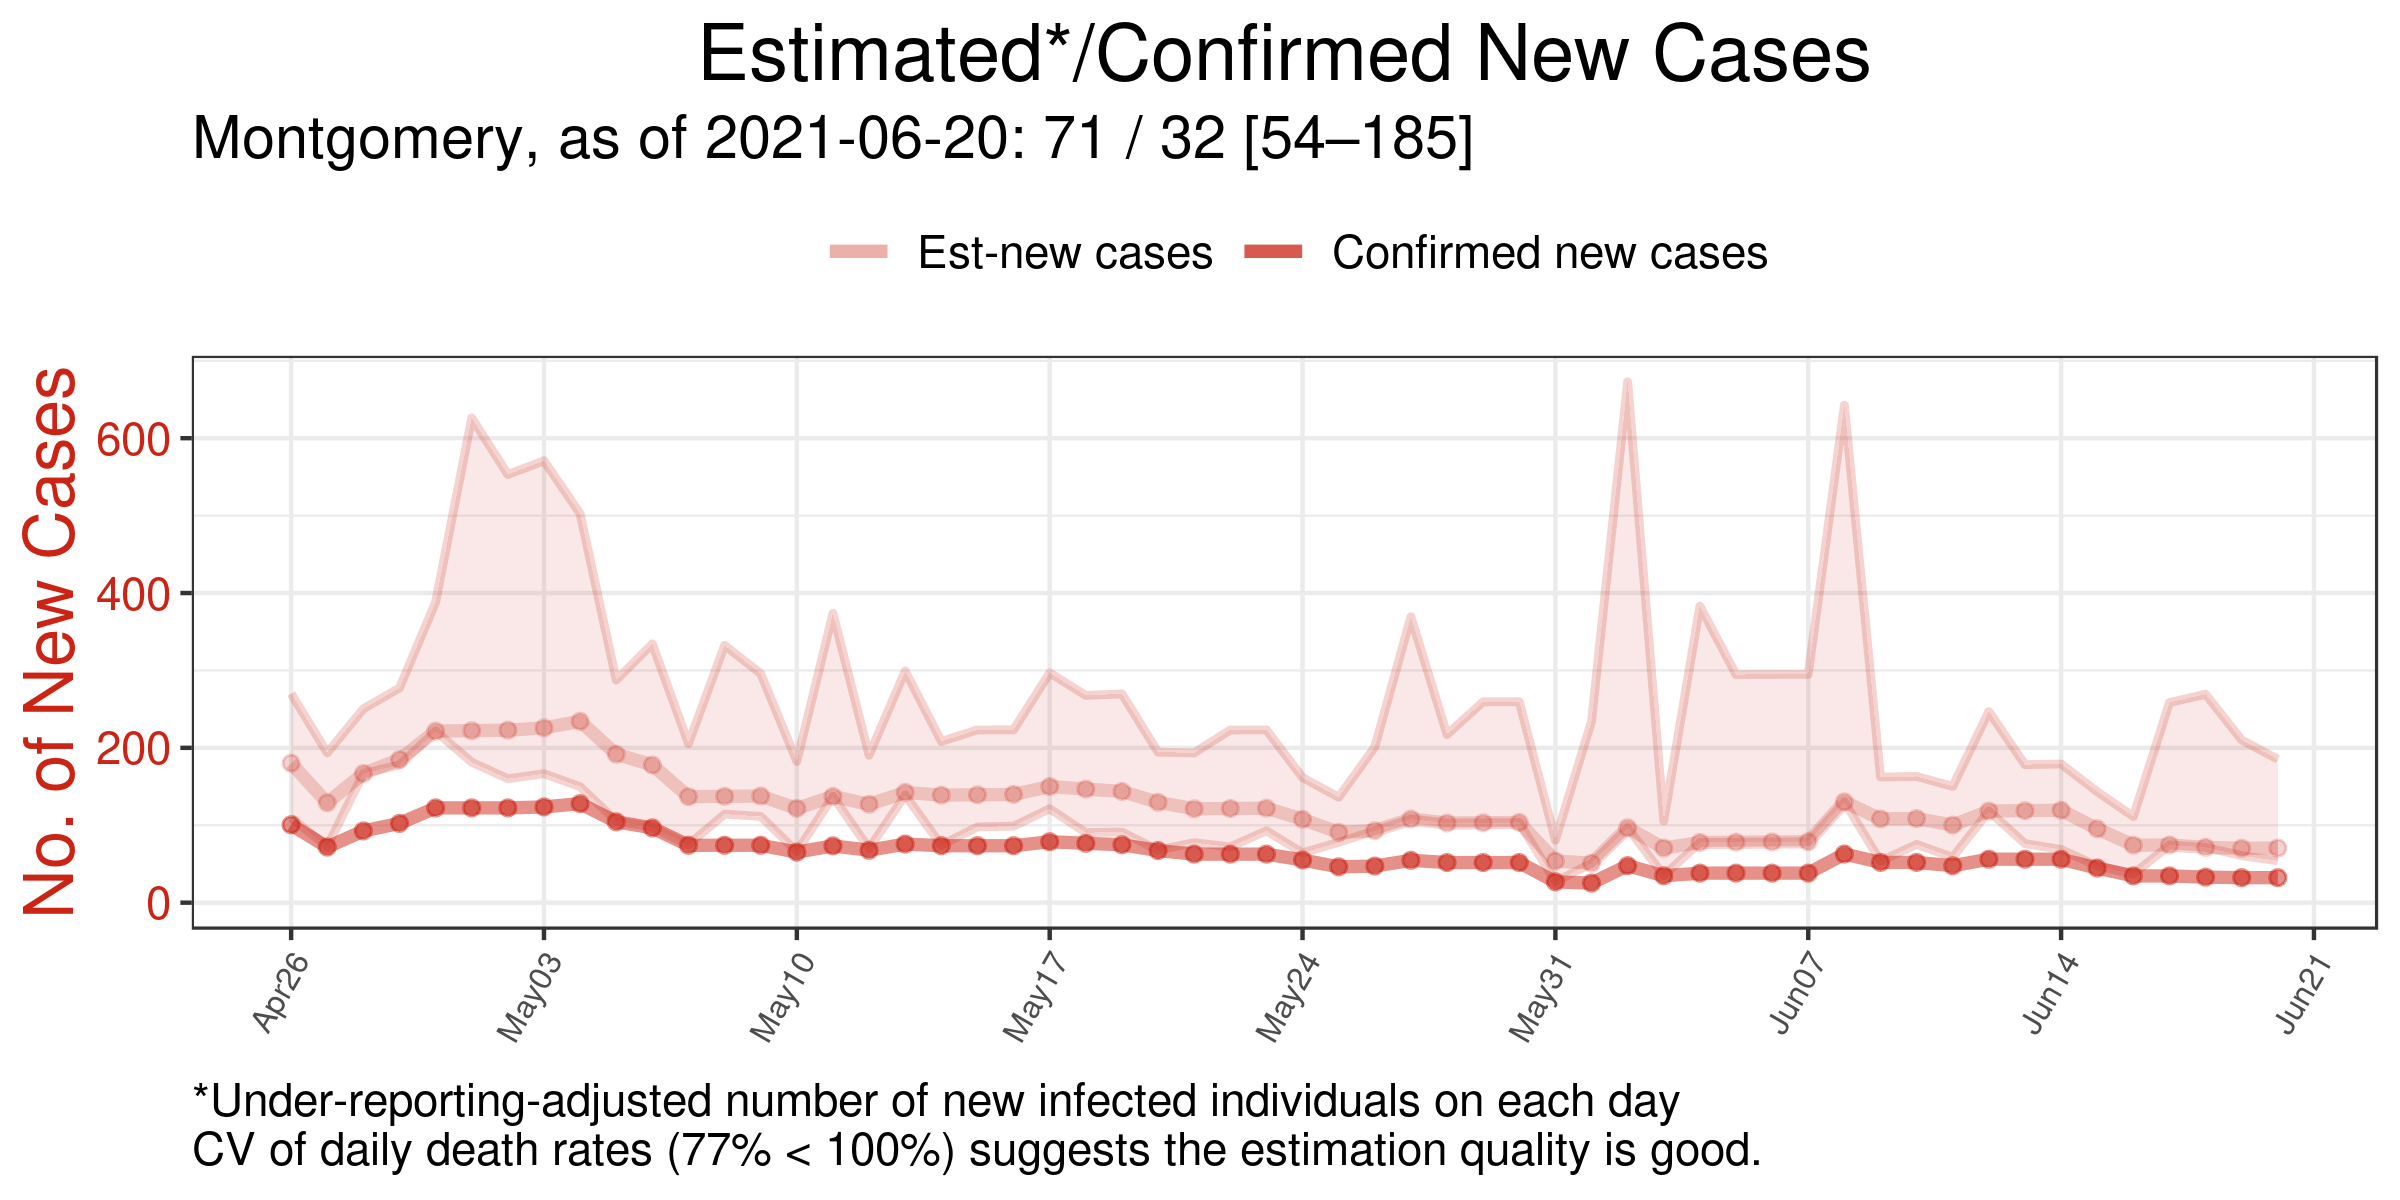 Estimated*/Confirmed New Cases
Montgomery, as of 2021-06-20: 71 / 32 [54–185]
Est-new cases Confirmed new cases
No. of New Cases
600
400
200
0
Apr26 May03 May10 May17 May24 May31 Jun07 Jun14 Jun21
*Under-reporting-adjusted number of new infected individuals on each day
CV of daily death rates (77% < 100%) suggests the estimation quality is good.